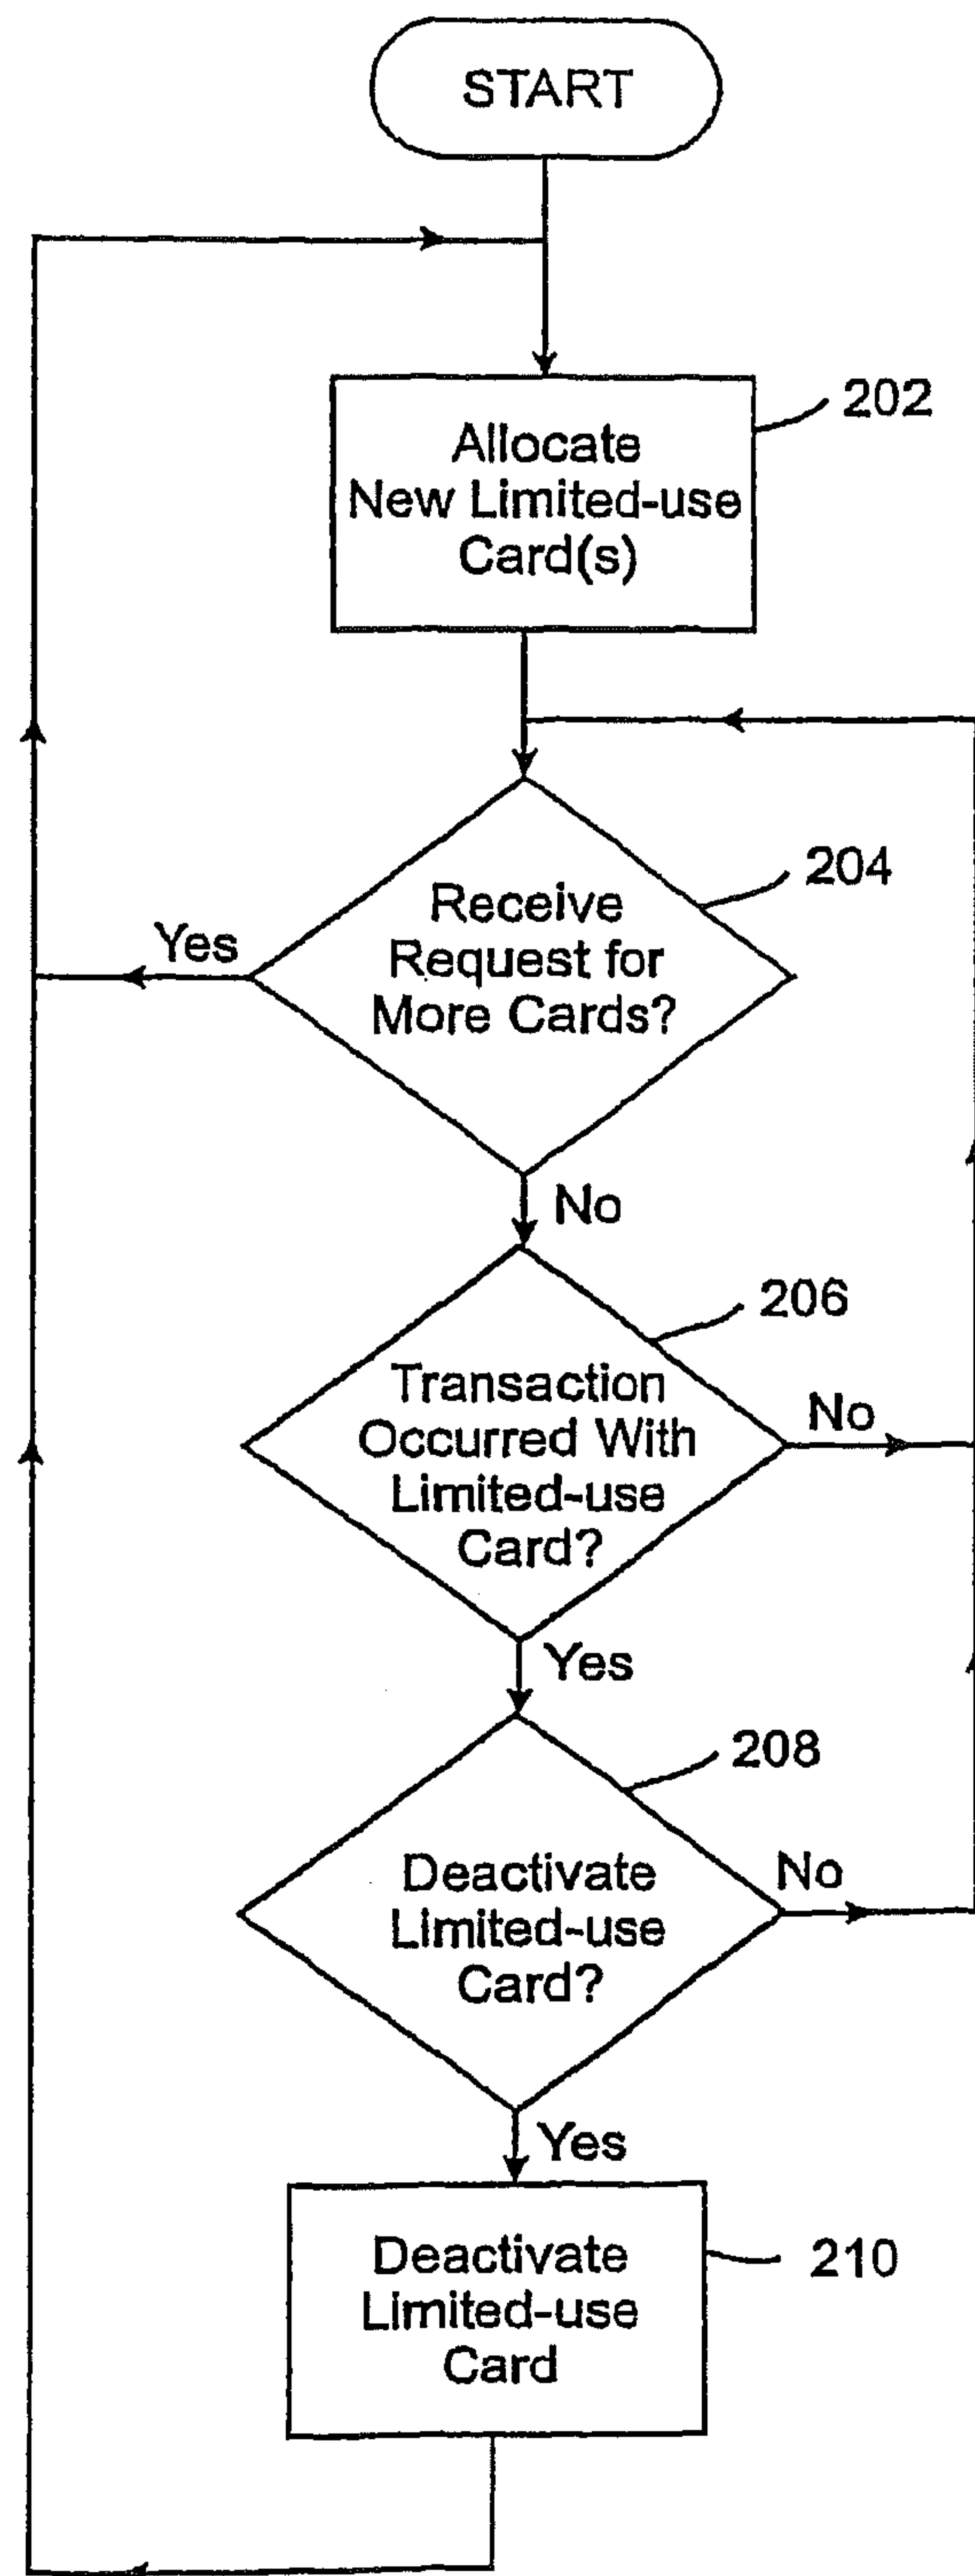 START
202
Allocate
New Limited-use
Card(s)
204
Receive
Request for
More Cards?
Yes
No
206
Transaction
Occurred With
Limited-use
Card?
No
Yes
208
Deactivate
Limited-use
Card?
No
Yes
Deactivate
Limited-use
Card
210